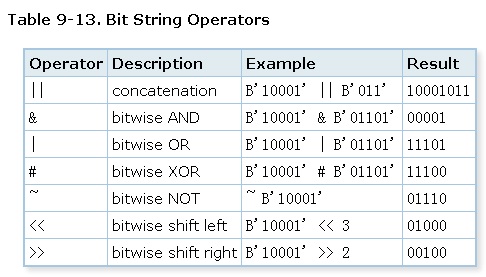 Table 9-13. Bit String Operators
Operator Description Example Result
|| concatenation B'10001' || B'011' 10001011
& bitwise AND B'10001' & B'01101' 00001
| bitwise OR B'10001' | B'01101' 11101
# bitwise XOR B'10001' # B'01101' 11100
~ bitwise NOT ~ B'10001' 01110
<< bitwise shift left B'10001' << 3 01000
>> bitwise shift right B'10001' >> 2 00100